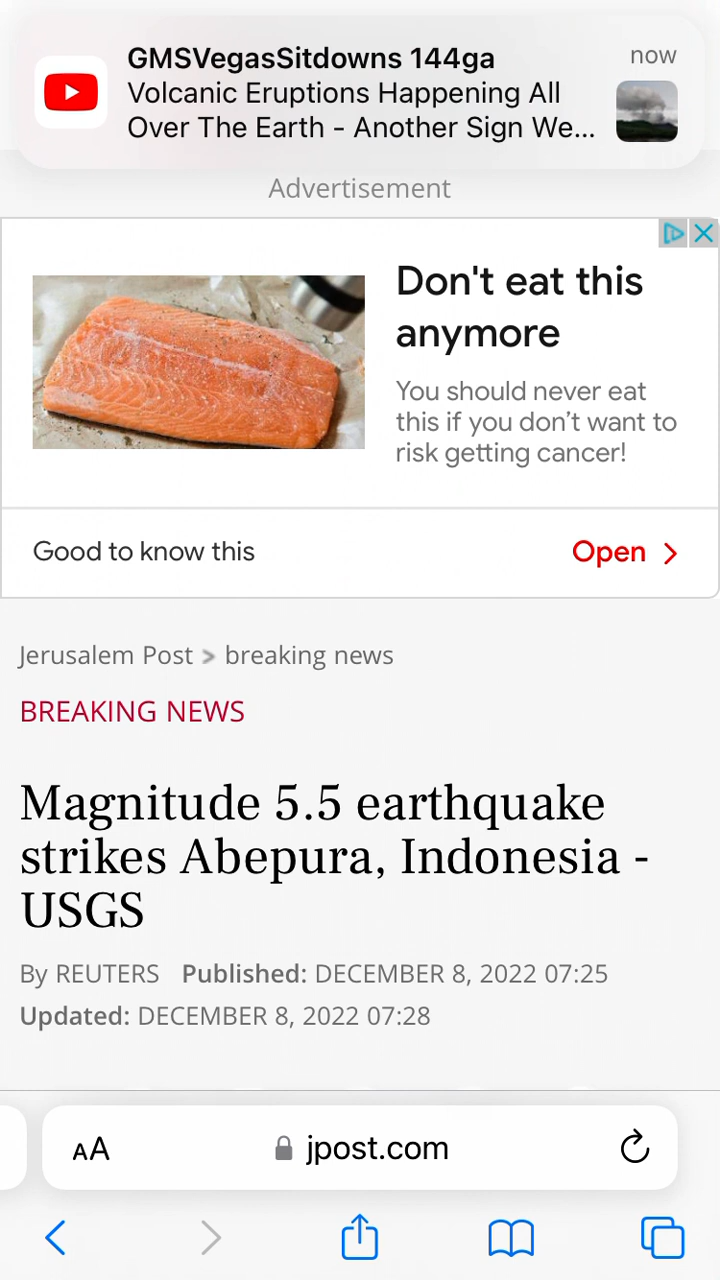 GMSVegasSitdowns 144ga
now
Volcanic Eruptions Happening All
Over The Earth - Another Sign We...
Advertisement
Don't eat this
anymore
You should never eat
this if you don’t want to
risk getting cancer!
Good to know this
Open
Jerusalem Post > breaking news
BREAKING NEWS
Magnitude 5.5 earthquake
strikes Abepura, Indonesia -
USGS
By REUTERS Published: DECEMBER 8, 2022 07:25
Updated: DECEMBER 8, 2022 07:28
AA
jpost.com